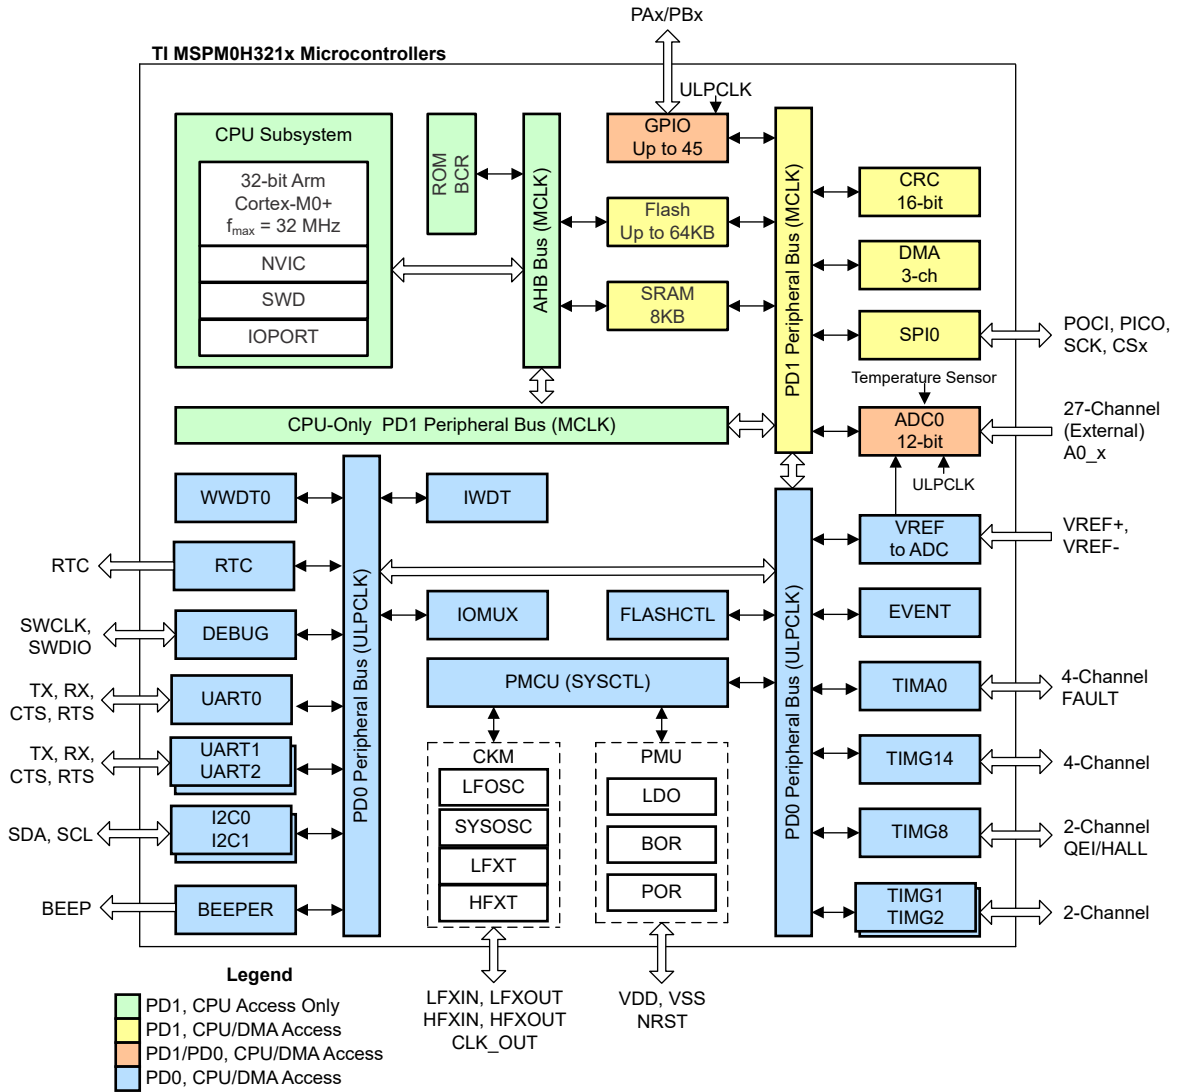 PAx/PBx
TI MSPM0H321x Microcontrollers
ULPCLK
CPU Subsystem
32-bit Arm
Cortex-M0+
fmax = 32 MHz
NVIC
SWD
IOPORT
ROM
BCR
AHB Bus (MCLK)
GPIO
Up to 45
Flash
Up to 64KB
SRAM
8KB
PD1 Peripheral Bus (MCLK)
CRC
16-bit
DMA
3-ch
SPI0
POCI, PICO,
SCK, CSx
Temperature Sensor
ADC0
12-bit
27-Channel
(External)
A0_x
ULPCLK
CPU-Only PD1 Peripheral Bus (MCLK)
WWDT0
IWDT
VREF
to ADC
VREF+,
VREF-
RTC
RTC
PD0 Peripheral Bus (ULPCLK)
PD0 Peripheral Bus (ULPCLK)
SWCLK,
SWDIO
DEBUG
IOMUX
FLASHCTL
EVENT
TX, RX,
CTS, RTS
UART0
PMCU (SYSCTL)
TIMA0
4-Channel
FAULT
TX, RX,
CTS, RTS
UART1
UART2
CKM
LFOSC
SYSOSC
LFXT
HFXT
PMU
LDO
BOR
POR
TIMG14
4-Channel
SDA, SCL
I2C0
I2C1
TIMG8
2-Channel
QEI/HALL
BEEP
BEEPER
TIMG1
TIMG2
2-Channel
LFXIN, LFXOUT
HFXIN, HFXOUT
CLK_OUT
VDD, VSS
NRST
Legend
PD1, CPU Access Only
PD1, CPU/DMA Access
PD1/PD0, CPU/DMA Access
PD0, CPU/DMA Access